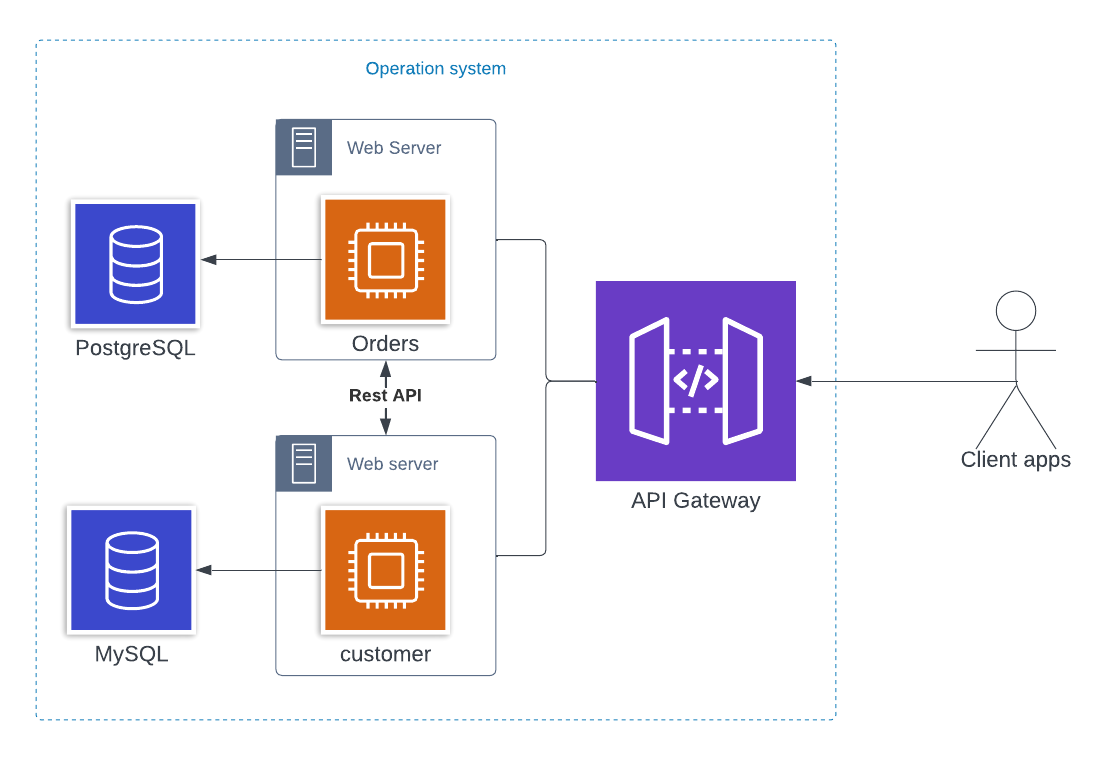 Operation system
Web Server
Orders
PostgreSQL
Rest API
Web server
customer
MySQL
API Gateway
Client apps